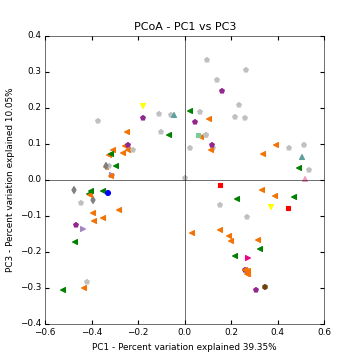 PCoA - PC1 vs PC3
0.4
0.3
0.2
0.1
0.0
−0.1
−0.2
−0.3
−0.4
PC3 - Percent variation explained 10.05%
−0.6 −0.4 −0.2 0.0 0.2 0.4 0.6
PC1 - Percent variation explained 39.35%